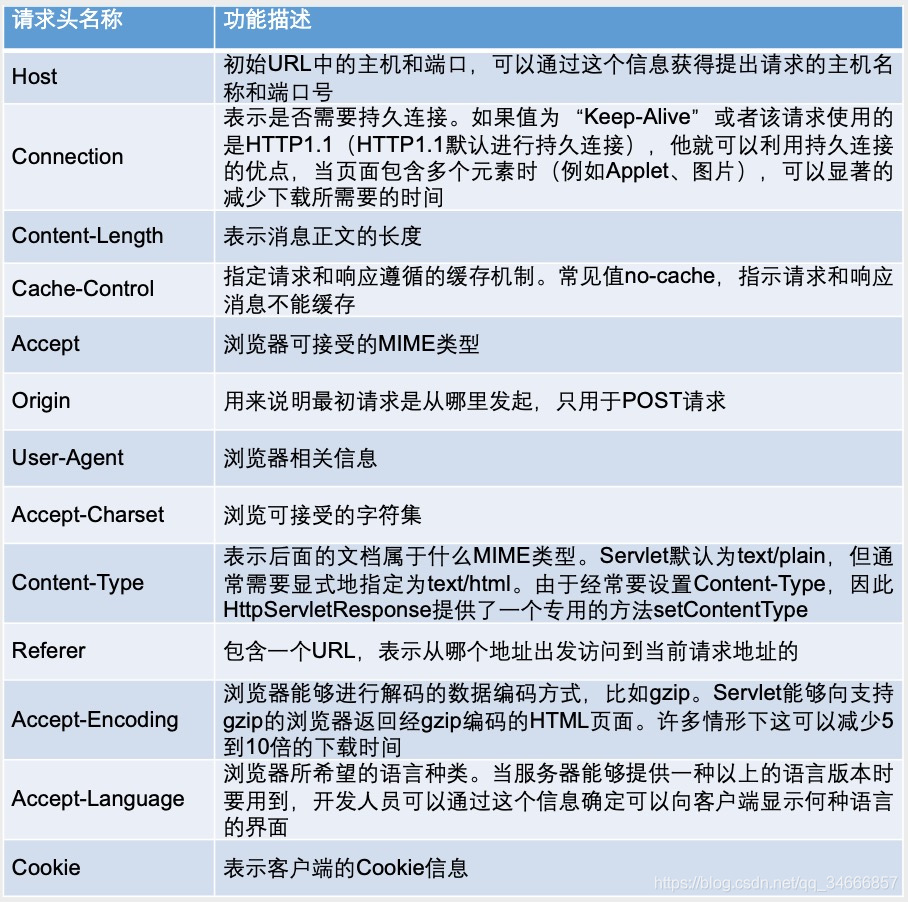 请求头名称 功能描述
Host 初始URL中的主机和端口，可以通过这个信息获得提出请求的主机名
称和端口号
Connection 表示是否需要持久连接。如果值为“Keep-Alive”或者该请求使用的
是HTTP1.1（HTTP1.1默认进行持久连接），他就可以利用持久连接
的优点，当页面包含多个元素时（例如Applet、图片），可以显著的
减少下载所需要的时间
Content-Length 表示消息正文的长度
Cache-Control 指定请求和响应遵循的缓存机制。常见值no-cache，指示请求和响应
消息不能缓存
Accept 浏览器可接受的MIME类型
Origin 用来说明最初请求是从哪里发起，只用于POST请求
User-Agent 浏览器相关信息
Accept-Charset 浏览可接受的字符集
Content-Type 表示后面的文档属于什么MIME类型。Servlet默认为text/plain，但通
常需要显式地指定为text/html。由于经常要设置Content-Type，因此
HttpServletResponse提供了一个专用的方法setContentType
Referer 包含一个URL，表示从哪个地址出发访问到当前请求地址的
Accept-Encoding 浏览器能够进行解码的数据编码方式，比如gzip。Servlet能够向支持
gzip的浏览器返回经gzip编码的HTML页面。许多情形下这可以减少5
到10倍的下载时间
Accept-Language 浏览器所希望的语言种类。当服务器能够提供一种以上的语言版本时
要用到，开发人员可以通过这个信息确定可以向客户端显示何种语言
的界面
Cookie 表示客户端的Cookie信息
https://blog.csdn.net/qq_34666857